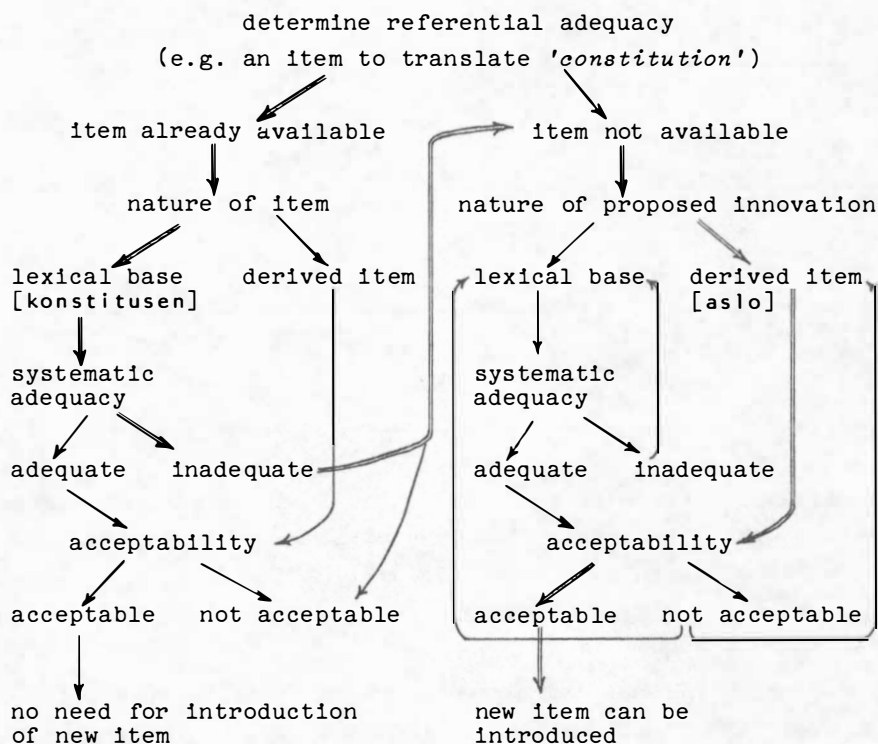 determine referential adequacy
(e.g. an item to translate 'constitution')
item already available item not available
nature of item nature of proposed innovation
lexical base derived item lexical base derived item
[konstitusen] [aslo]
systematic systematic
adequacy adequacy
adequate inadequate adequate inadequate
acceptability acceptability
acceptable not acceptable acceptable not acceptable
no need for introduction new item can be
of new item introduced